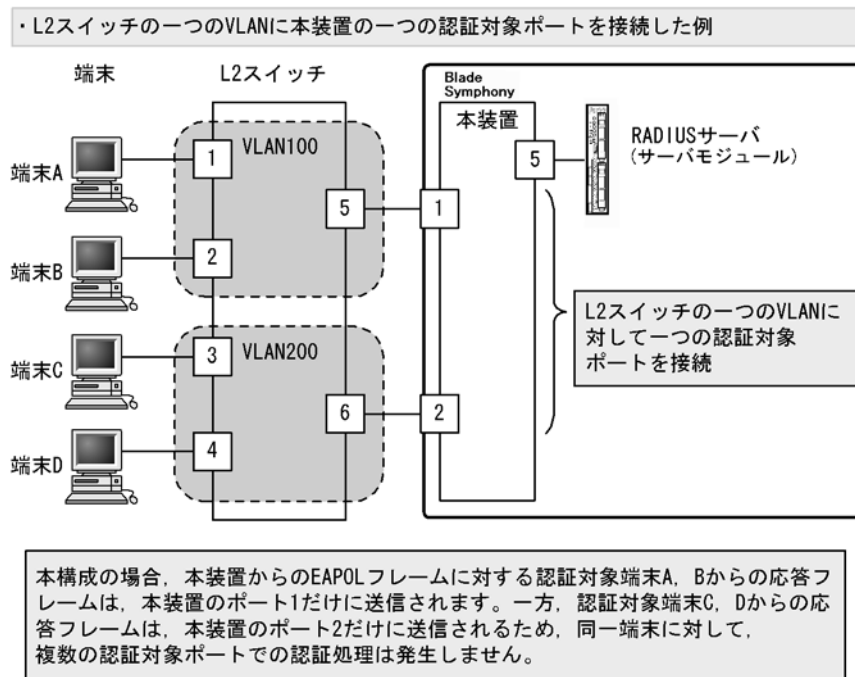 ・L2スイッチの一つのVLANに本装置の一つの認証対象ポートを接続した例
端末
L2スイッチ
Blade
Symphony
本装置
VLAN100
端末A
1
5
1
5
RADIUSサーバ
(サーバモジュール)
端末B
2
L2スイッチの一つのVLANに
対して一つの認証対象
ポートを接続
VLAN200
端末C
3
6
2
端末D
4
本構成の場合，本装置からのEAPOLフレームに対する認証対象端末A，Bからの応答フ
レームは，本装置のポート1だけに送信されます。一方，認証対象端末C，Dからの応
答フレームは，本装置のポート2だけに送信されるため，同一端末に対して，
複数の認証対象ポートでの認証処理は発生しません。